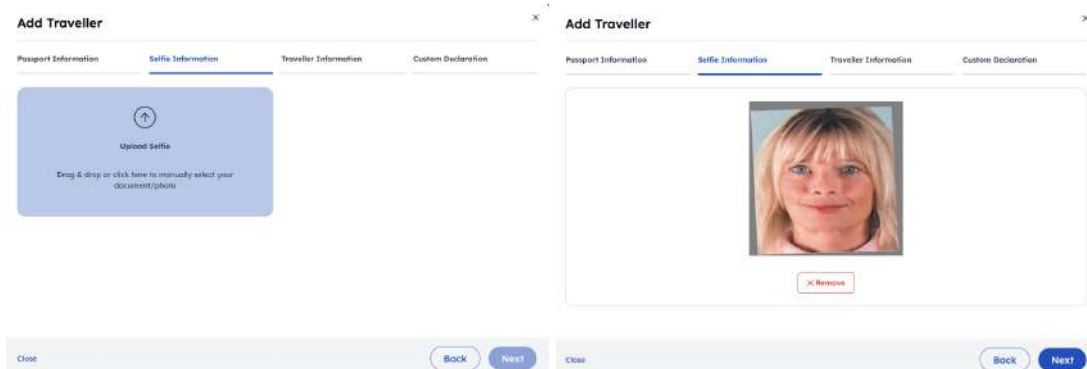 Add Traveller
×
Passport Information Selfie Information Traveller Information Custom Declaration
Upload Selfie
Drag & drop or click here to manually select your
document/photo
Close Back Next
Add Traveller
×
Passport Information Selfie Information Traveller Information Custom Declaration
× Remove
Close Back Next